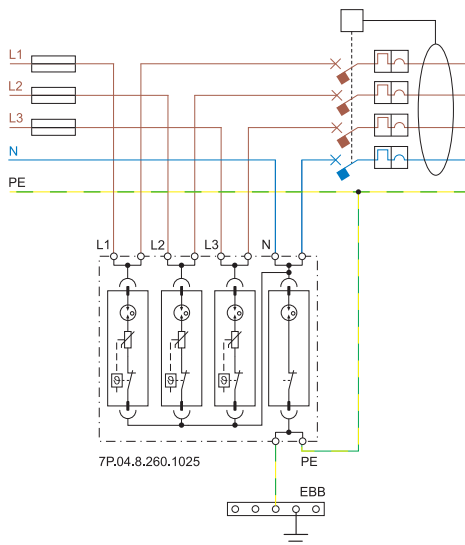 L1
L2
L3
N
PE
L1 L2 L3 N
ϑ ϑ ϑ
7P.04.8.260.1025 PE
EBB